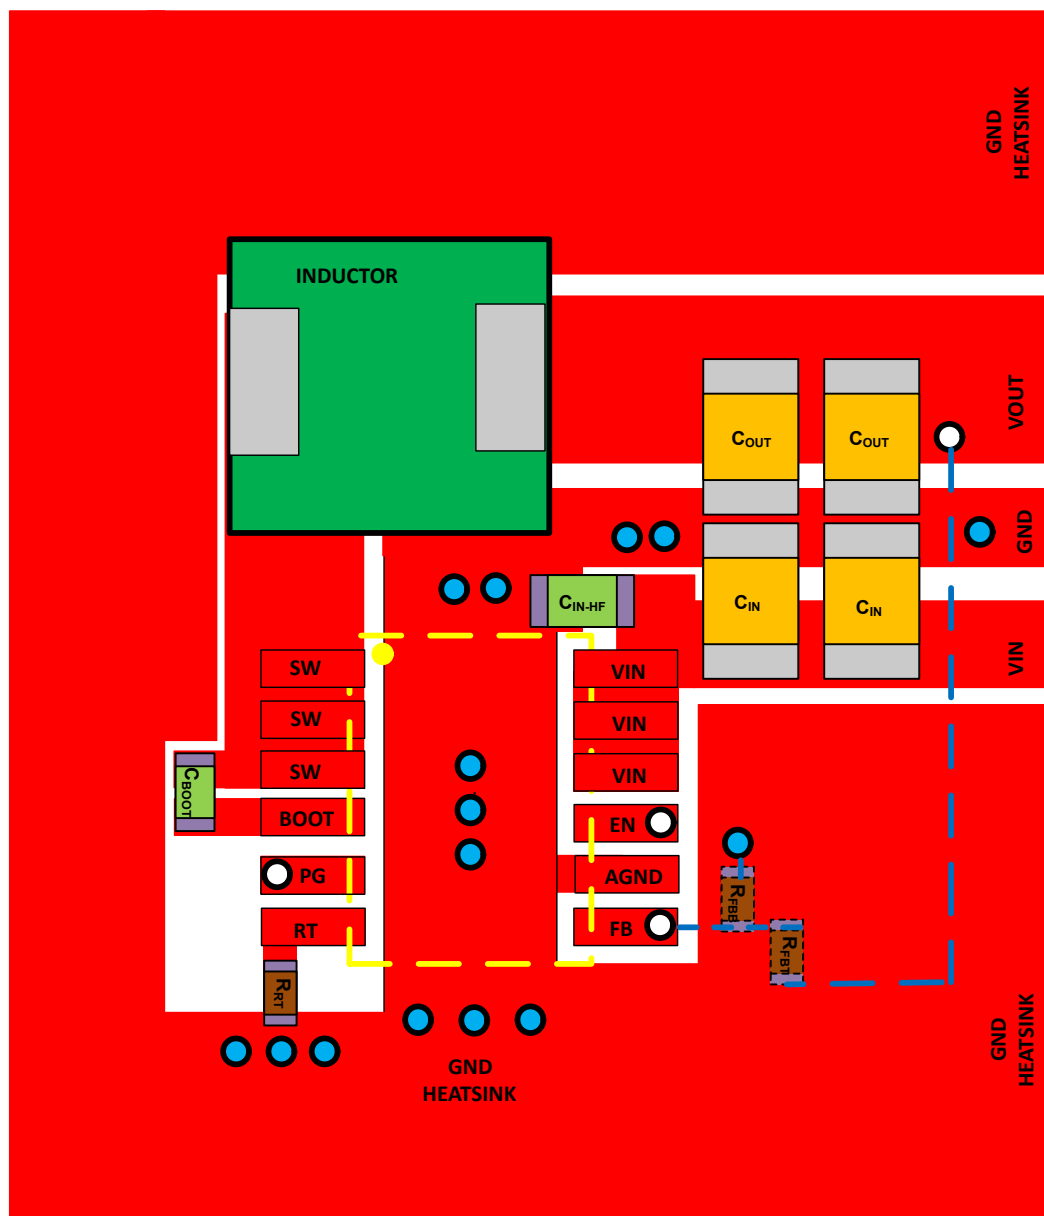 GND
HEATSINK
INDUCTOR
VOUT
COUT
COUT
GND
CIN-HF
CIN
CIN
VIN
SW
VIN
SW
VIN
SW
VIN
CBOOT
BOOT
EN
PG
AGND
RFBB
RT
FB
RFBT
RRT
GND
HEATSINK
GND
HEATSINK